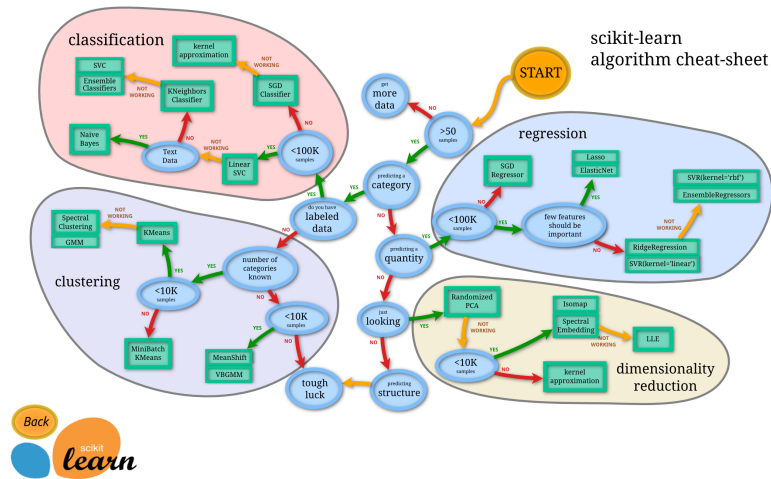 scikit-learn
algorithm cheat-sheet
START
>50
samples
NO
get
more
data
YES
predicting a
category
YES
do you have
labeled
data
NO
predicting a
quantity
classification
YES
<100K
samples
NO
SGD
Classifier
NOT
WORKING
kernel
approximation
YES
Linear
SVC
NOT
WORKING
Text
Data
YES
Naive
Bayes
NO
KNeighbors
Classifier
NOT
WORKING
SVC
Ensemble
Classifiers
clustering
NO
number of
categories
known
YES
<10K
samples
YES
KMeans
NOT
WORKING
Spectral
Clustering
GMM
NO
MiniBatch
KMeans
NO
<10K
samples
YES
MeanShift
VBGMM
NO
tough
luck
regression
YES
<100K
samples
NO
SGD
Regressor
YES
few features
should be
important
YES
Lasso
ElasticNet
NO
RidgeRegression
SVR(kernel='linear')
NOT
WORKING
SVR(kernel='rbf')
EnsembleRegressors
NO
just
looking
NO
predicting
structure
dimensionality
reduction
YES
Randomized
PCA
NOT
WORKING
<10K
samples
YES
Isomap
Spectral
Embedding
NOT
WORKING
LLE
NO
kernel
approximation
Back
scikit
learn